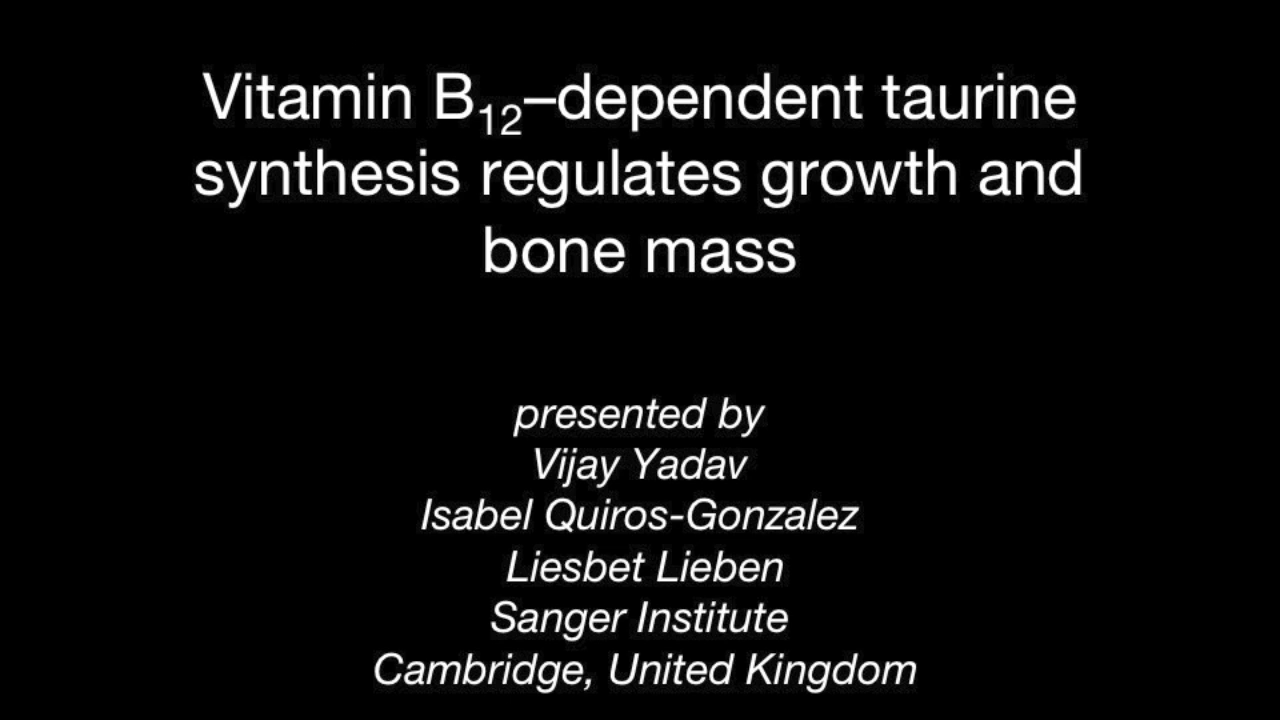 Vitamin B₁₂–dependent taurine
synthesis regulates growth and
bone mass
presented by
Vijay Yadav
Isabel Quiros-Gonzalez
Liesbet Lieben
Sanger Institute
Cambridge, United Kingdom